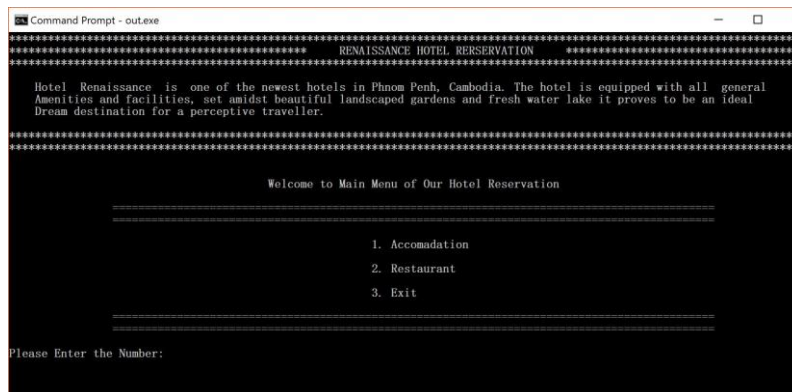 Command Prompt - out.exe
********************************************************************************************************************
********************************************** RENAISSANCE HOTEL RERSERVATION ***********************************
********************************************************************************************************************
Hotel Renaissance is one of the newest hotels in Phnom Penh, Cambodia. The hotel is equipped with all general
Amenities and facilities, set amidst beautiful landscaped gardens and fresh water lake it proves to be an ideal
Dream destination for a perceptive traveller.
********************************************************************************************************************
********************************************************************************************************************
Welcome to Main Menu of Our Hotel Reservation
=============================================================================================
=============================================================================================
1. Accomadation
2. Restaurant
3. Exit
=============================================================================================
=============================================================================================
Please Enter the Number: